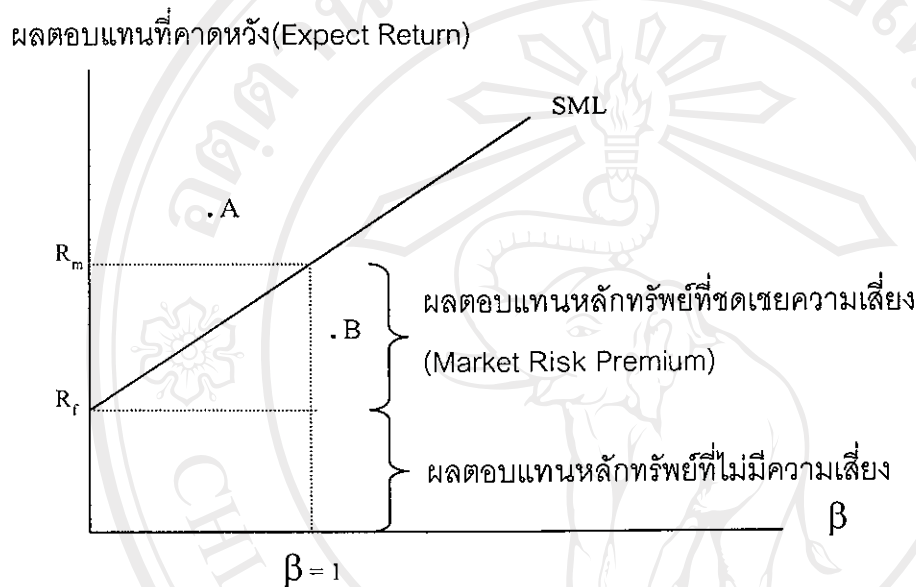 ผลตอบแทนที่คาดหวัง(Expect Return)
SML
. A
R_m
ผลตอบแทนหลักทรัพย์ที่ชดเชยความเสี่ยง
. B
(Market Risk Premium)
R_f
ผลตอบแทนหลักทรัพย์ที่ไม่มีความเสี่ยง
β
β = 1